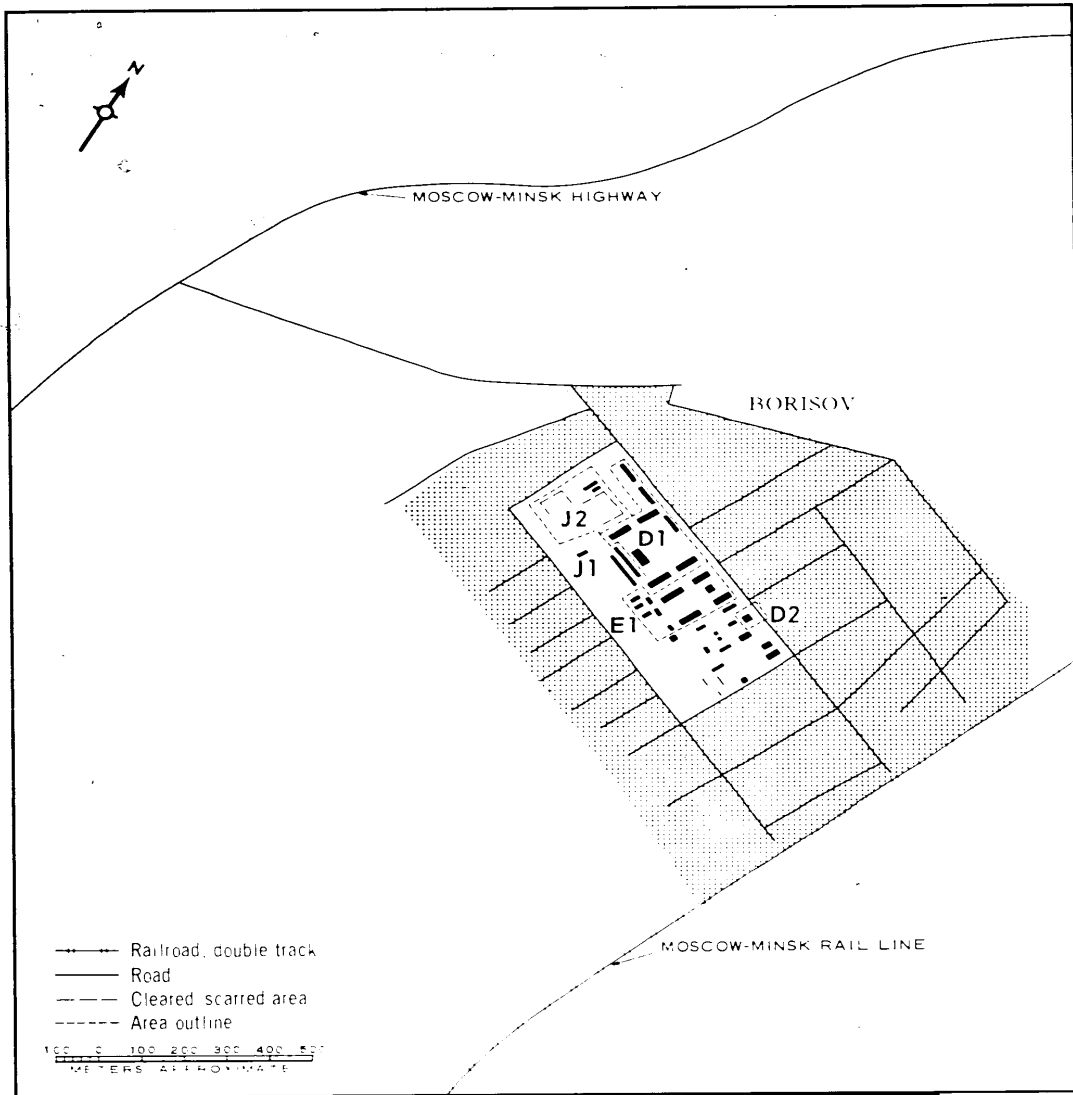 N
MOSCOW-MINSK HIGHWAY
BORISOV
J2
D1
J1
D2
E1
MOSCOW-MINSK RAIL LINE
Railroad, double track
Road
Cleared scarred area
Area outline
100 0 100 200 300 400 500
METERS APPROXIMATE